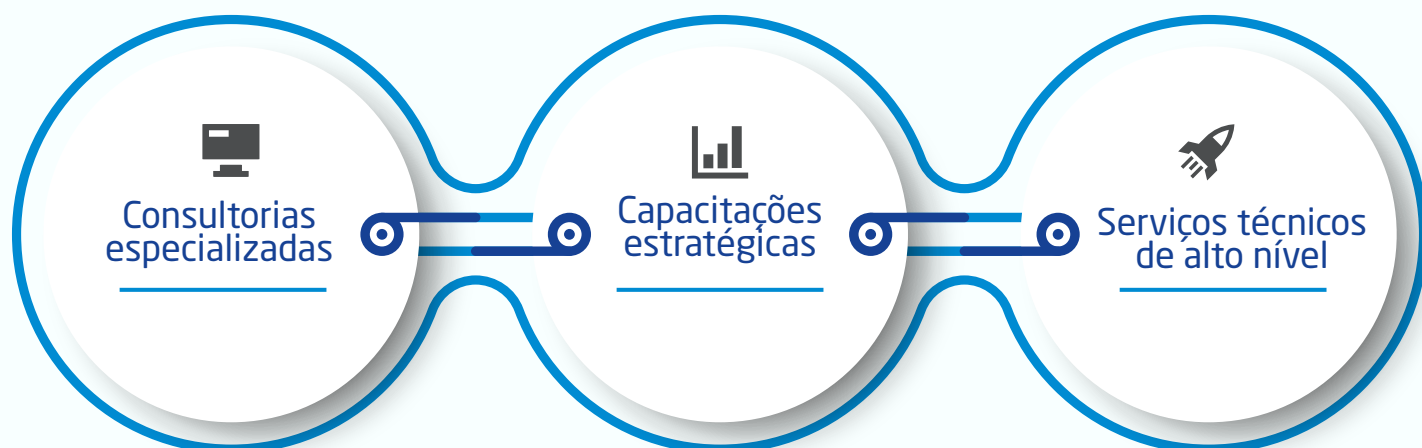 Consultorias
especializadas
Capacitações
estratégicas
Serviços técnicos
de alto nível